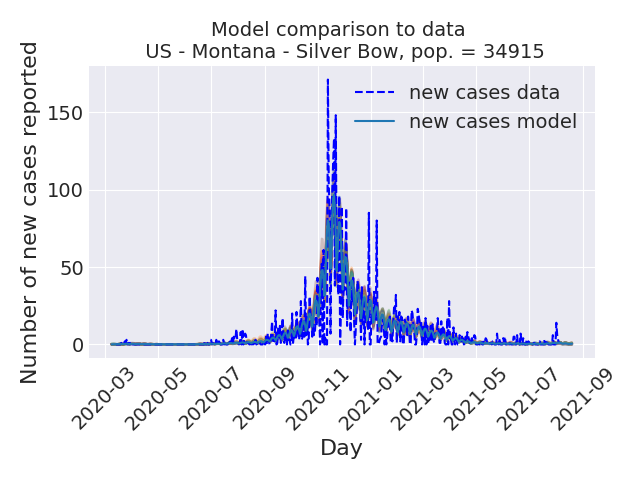 Model comparison to data
US - Montana - Silver Bow, pop. = 34915
Number of new cases reported
150
100
50
0
new cases data
new cases model
2020-03
2020-05
2020-07
2020-09
2020-11
2021-01
2021-03
2021-05
2021-07
2021-09
Day